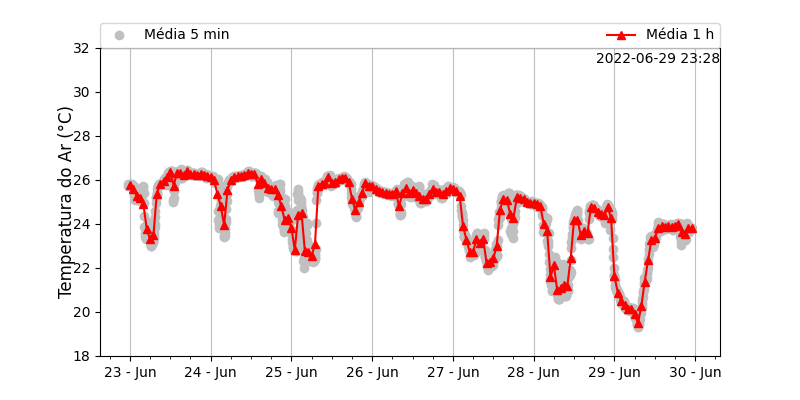 Média 5 min
Média 1 h
2022-06-29 23:28
Temperatura do Ar (°C)
32
30
28
26
24
22
20
18
23 - Jun
24 - Jun
25 - Jun
26 - Jun
27 - Jun
28 - Jun
29 - Jun
30 - Jun